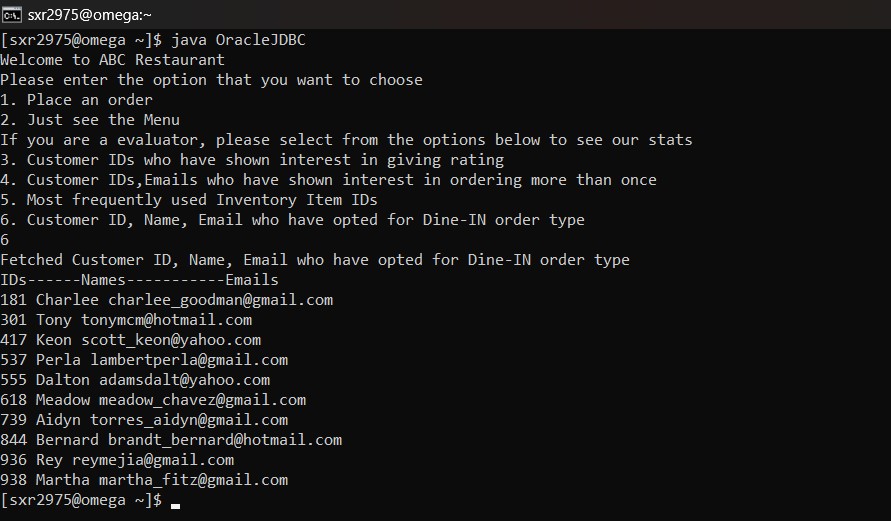 sxr2975@omega:~
[sxr2975@omega ~]$ java OracleJDBC
Welcome to ABC Restaurant
Please enter the option that you want to choose
1. Place an order
2. Just see the Menu
If you are a evaluator, please select from the options below to see our stats
3. Customer IDs who have shown interest in giving rating
4. Customer IDs,Emails who have shown interest in ordering more than once
5. Most frequently used Inventory Item IDs
6. Customer ID, Name, Email who have opted for Dine-IN order type
6
Fetched Customer ID, Name, Email who have opted for Dine-IN order type
IDs------Names-----------Emails
181 Charlee charlee_goodman@gmail.com
301 Tony tonymcm@hotmail.com
417 Keon scott_keon@yahoo.com
537 Perla lambertperla@gmail.com
555 Dalton adamsdalt@yahoo.com
618 Meadow meadow_chavez@gmail.com
739 Aidyn torres_aidyn@gmail.com
844 Bernard brandt_bernard@hotmail.com
936 Rey reymejia@gmail.com
938 Martha martha_fitz@gmail.com
[sxr2975@omega ~]$